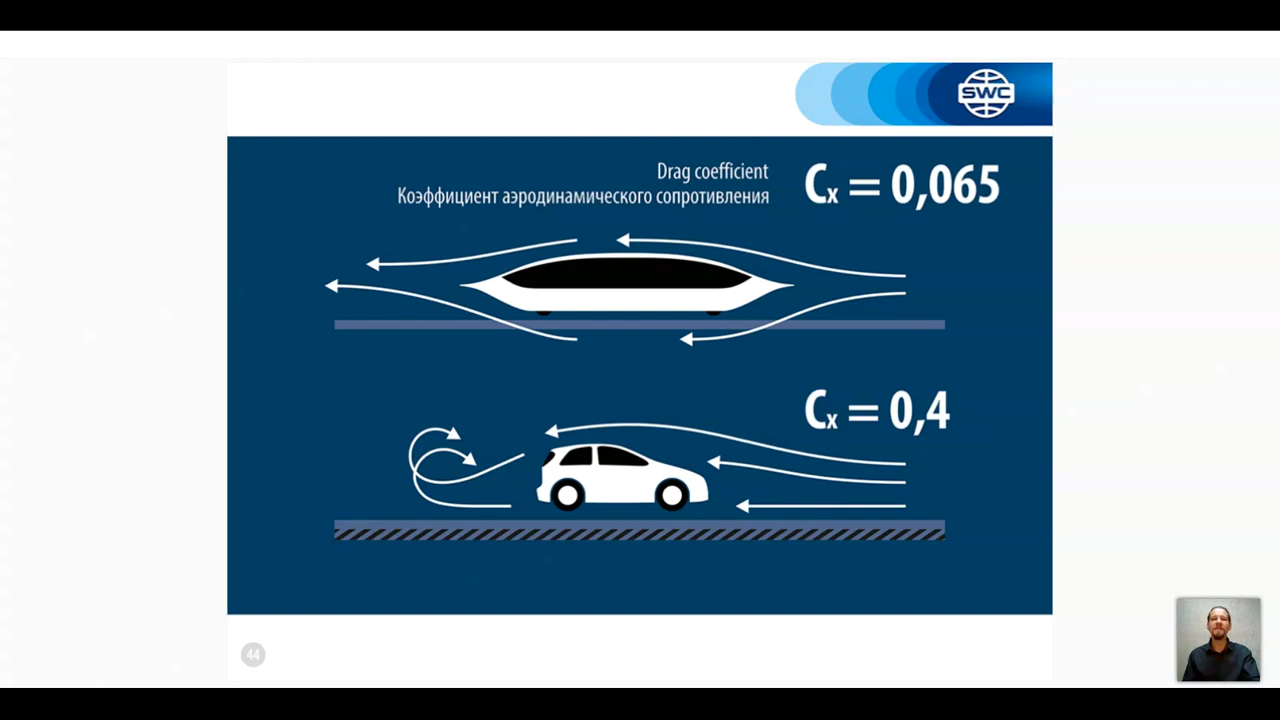 SWC
Drag coefficient
Коэффициент аэродинамического сопротивления
Cx = 0,065
Cx = 0,4
44